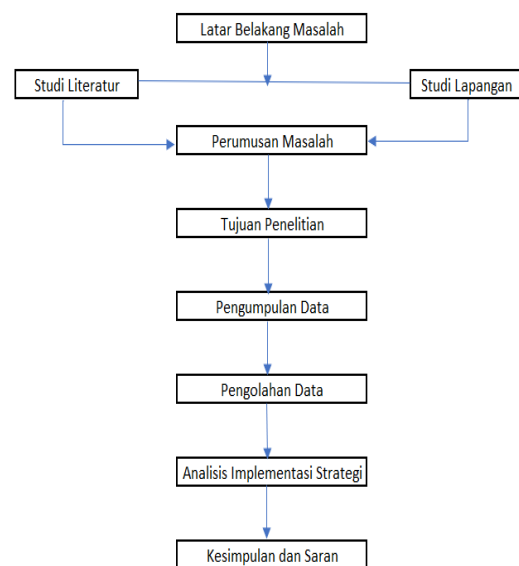 Latar Belakang Masalah
Studi Literatur
Studi Lapangan
Perumusan Masalah
Tujuan Penelitian
Pengumpulan Data
Pengolahan Data
Analisis Implementasi Strategi
Kesimpulan dan Saran